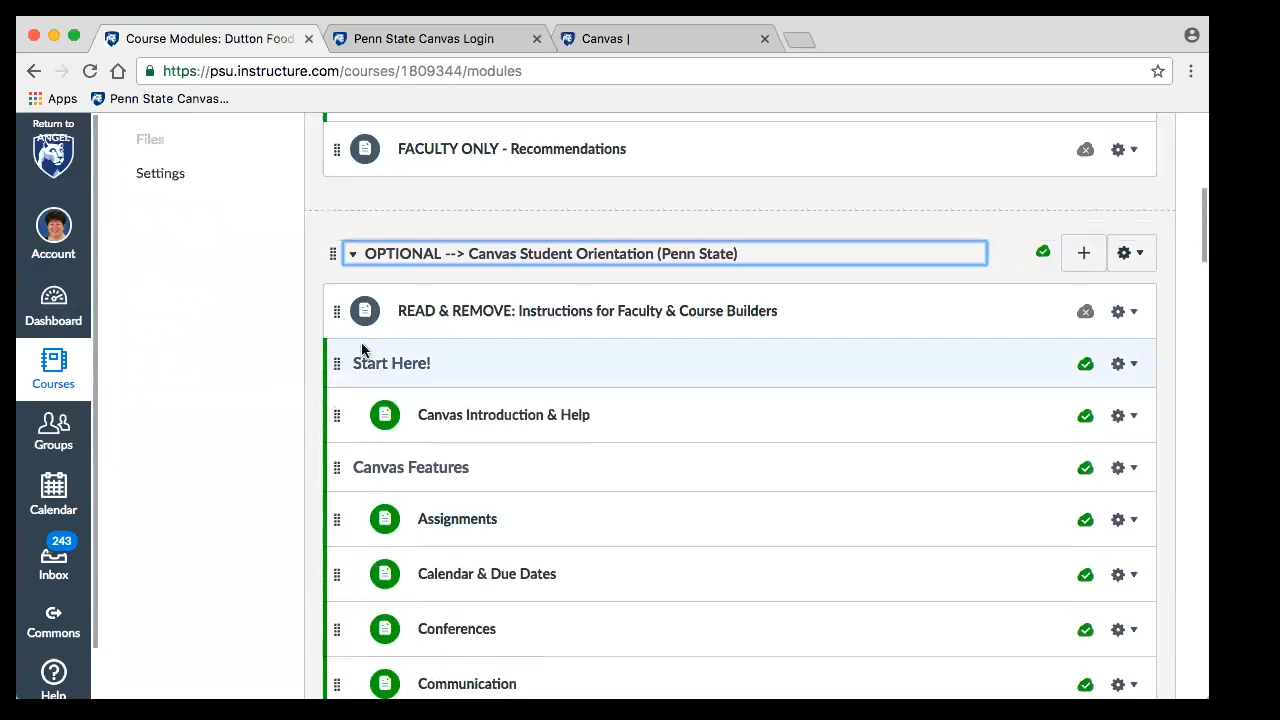 Course Modules: Dutton Food
Penn State Canvas Login
Canvas |
https://psu.instructure.com/courses/1809344/modules
Apps
Penn State Canvas...
Return to
ANGEL
Account
Dashboard
Courses
Groups
Calendar
243
Inbox
Commons
Help
Files
Settings
FACULTY ONLY - Recommendations
OPTIONAL --> Canvas Student Orientation (Penn State)
READ & REMOVE: Instructions for Faculty & Course Builders
Start Here!
Canvas Introduction & Help
Canvas Features
Assignments
Calendar & Due Dates
Conferences
Communication